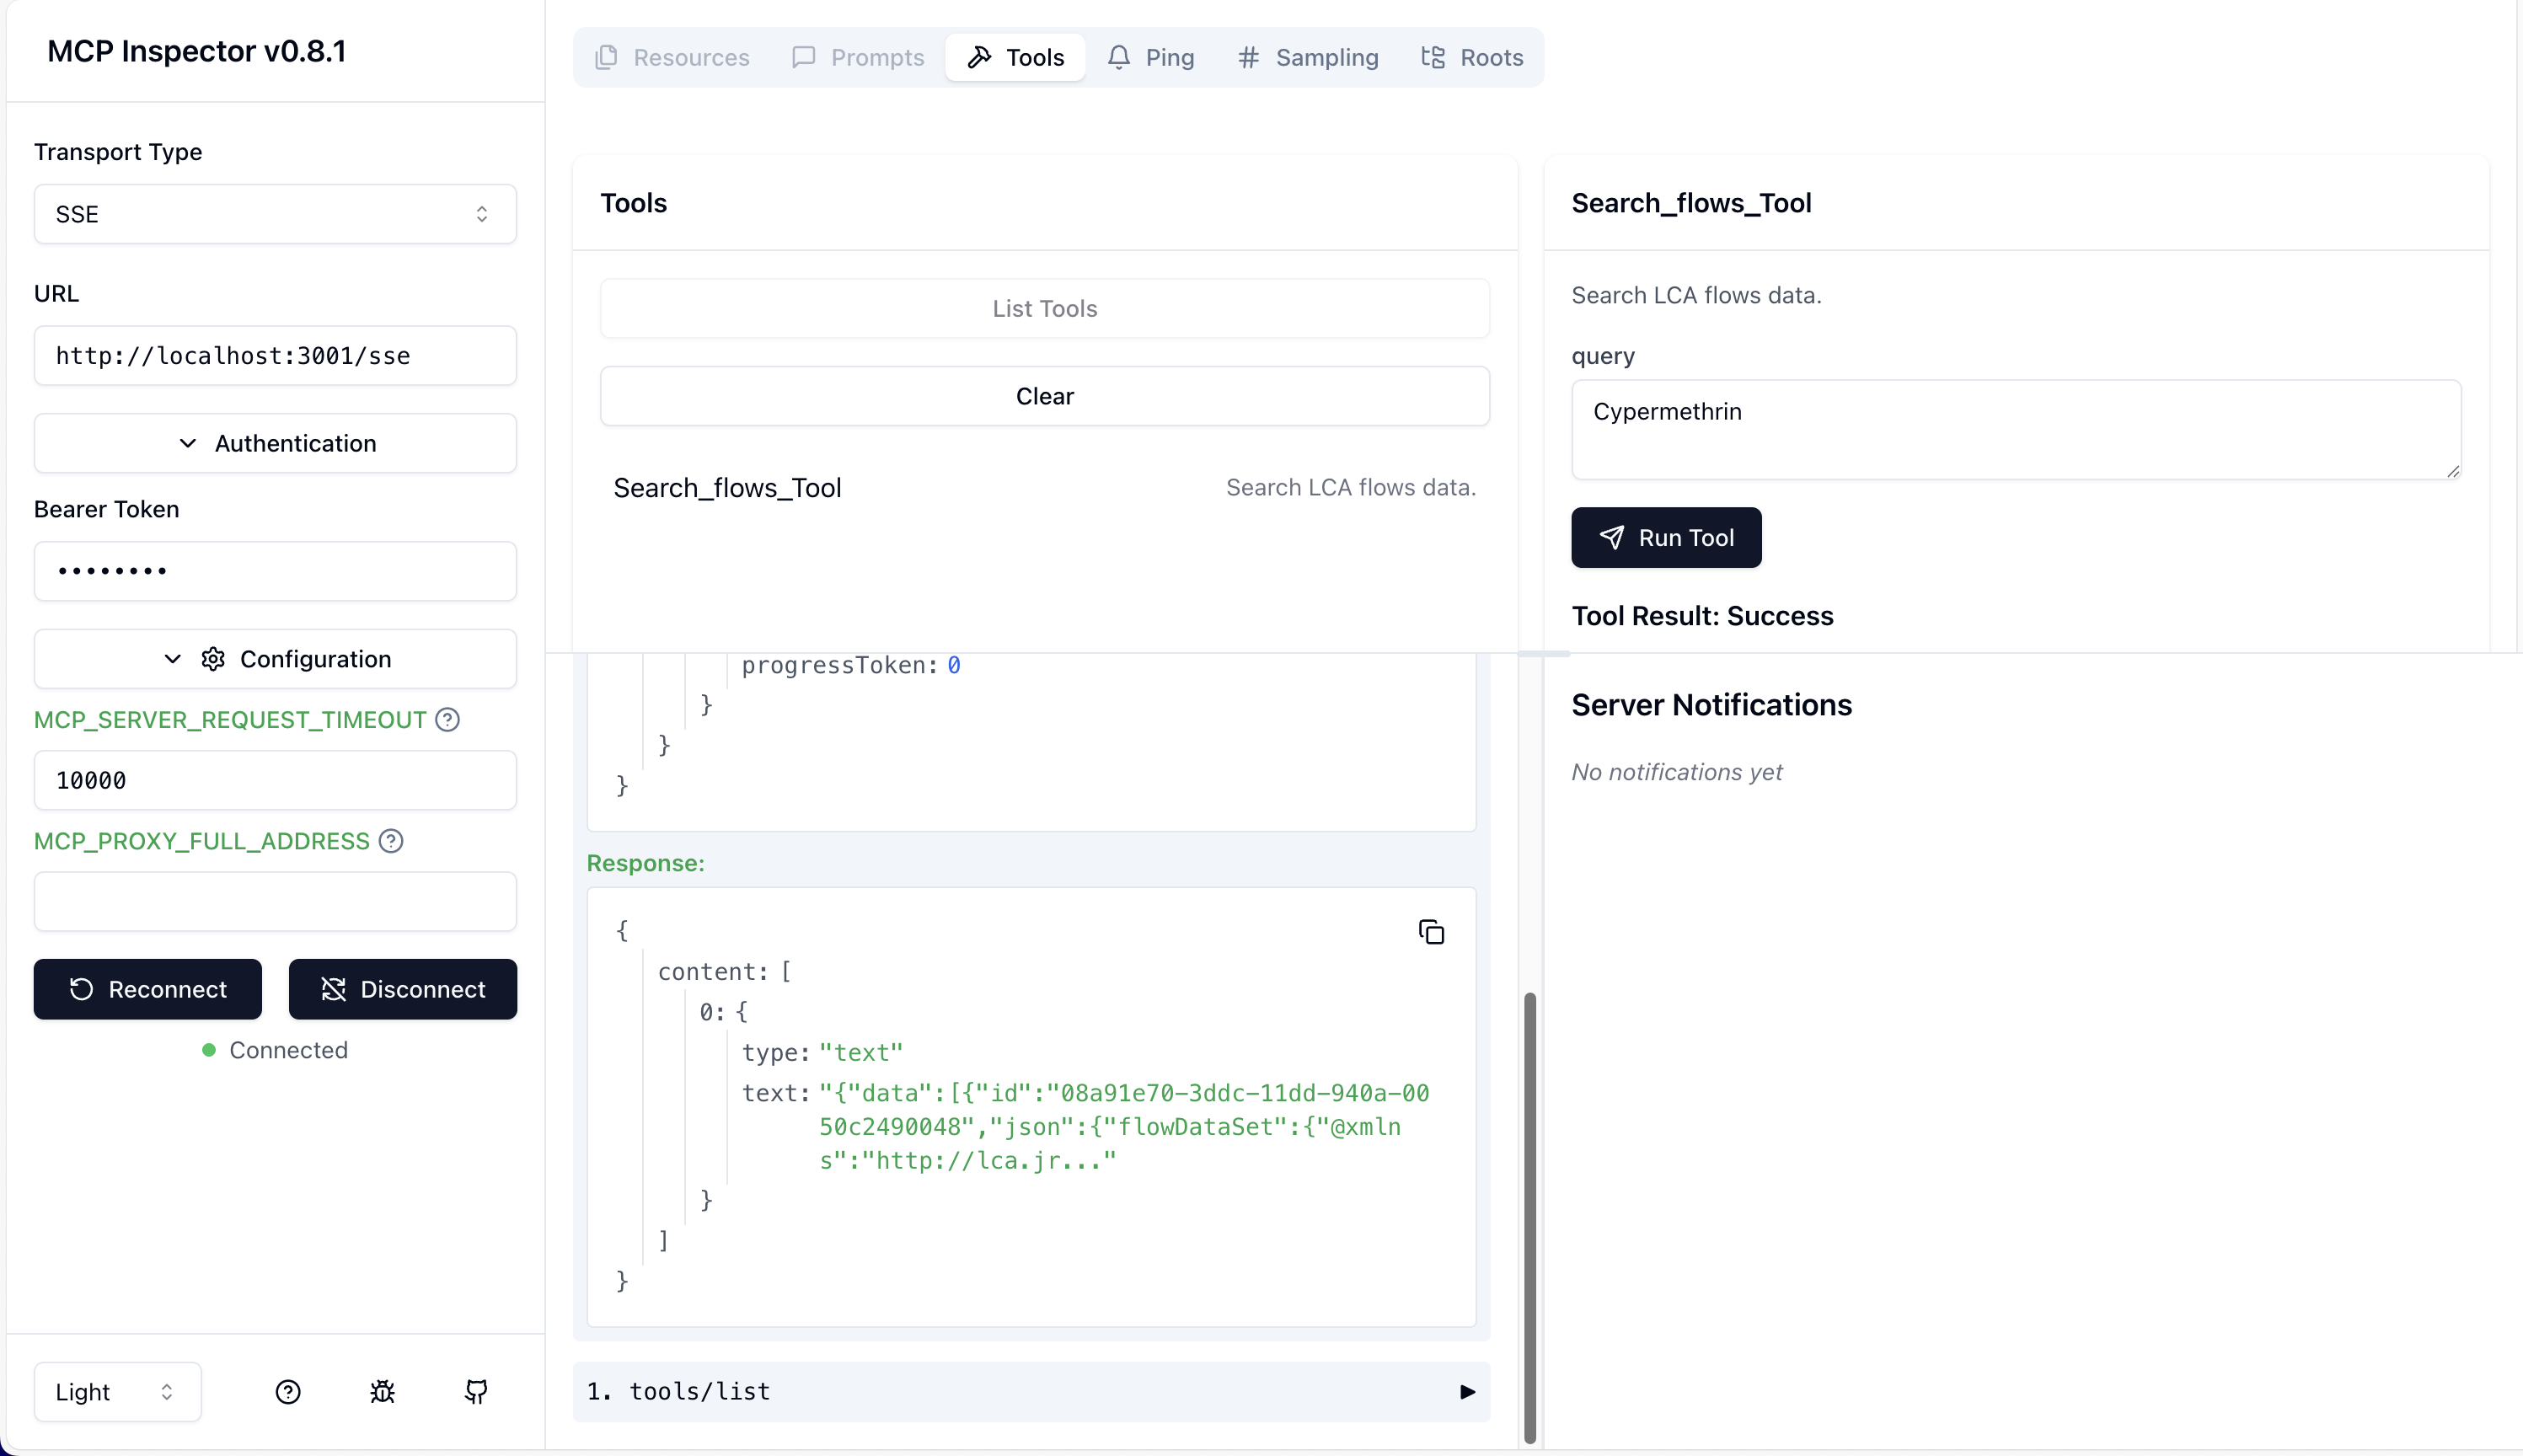 MCP Inspector v0.8.1
Transport Type
SSE
URL
http://localhost:3001/sse
Authentication
Bearer Token
••••••••
Configuration
MCP_SERVER_REQUEST_TIMEOUT
10000
MCP_PROXY_FULL_ADDRESS
Reconnect
Disconnect
Connected
Light
Resources
Prompts
Tools
Ping
Sampling
Roots
Tools
List Tools
Clear
Search_flows_Tool
Search LCA flows data.
Search_flows_Tool
Search LCA flows data.
query
Cypermethrin
Run Tool
Tool Result: Success
progressToken: 0
}
}
}
Response:
{
content: [
0: {
type: "text"
text: "{"data":[{"id":"08a91e70-3ddc-11dd-940a-00
50c2490048","json":{"flowDataSet":{"@xmln
s":"http://lca.jr..."
}
]
}
1. tools/list
Server Notifications
No notifications yet